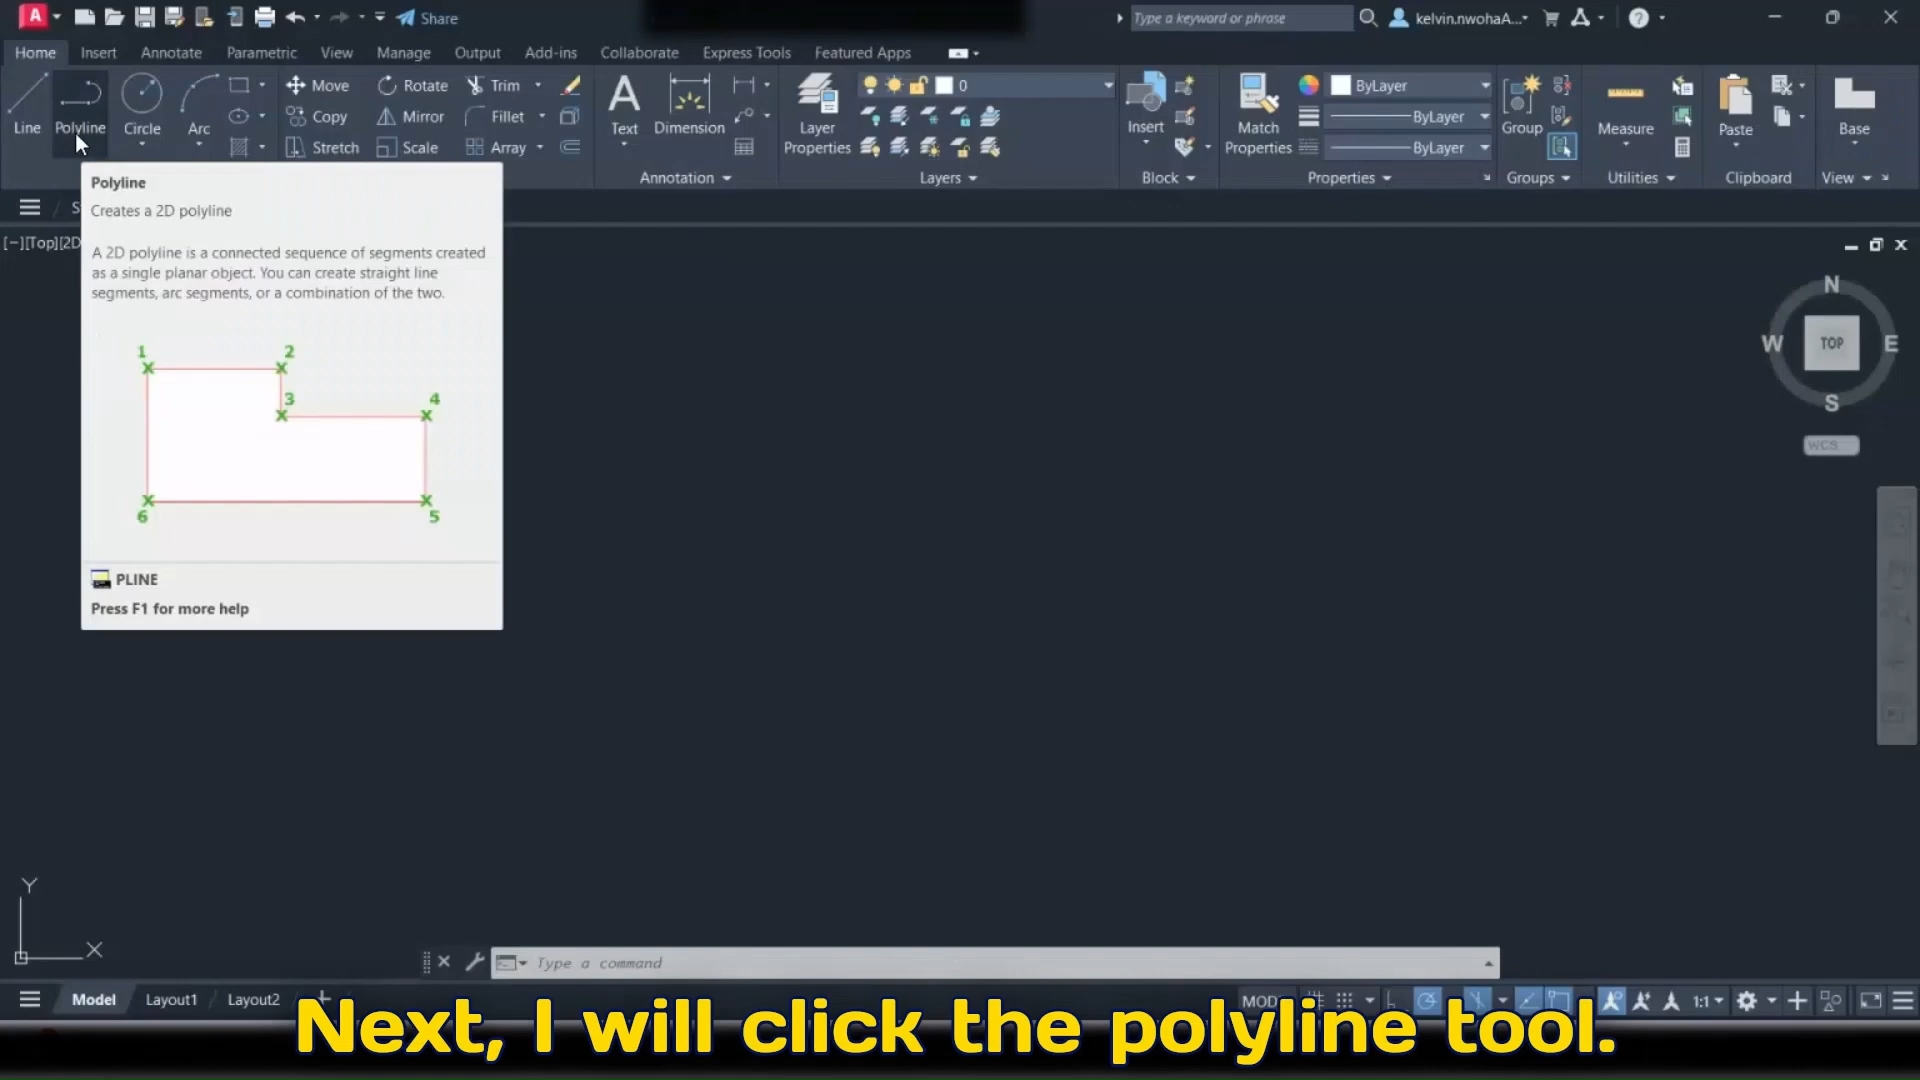 A
Share
Type a keyword or phrase
kelvin.nwohaA...
Home Insert Annotate Parametric View Manage Output Add-ins Collaborate Express Tools Featured Apps
Line Polyline Circle Arc
Move Rotate Trim
Copy Mirror Fillet
Stretch Scale Array
Text Dimension
Annotation
Layer Properties
0
Layers
Insert
Block
Match Properties
ByLayer
ByLayer
ByLayer
Properties
Group
Groups
Measure
Utilities
Paste
Clipboard
Base
View
S
[−][Top][2D
Polyline
Creates a 2D polyline
A 2D polyline is a connected sequence of segments created
as a single planar object. You can create straight line
segments, arc segments, or a combination of the two.
1 2
3 4
6 5
PLINE
Press F1 for more help
N
W TOP E
S
WCS
Y
X
Type a command
Model Layout1 Layout2 +
1:1
Next, I will click the polyline tool.